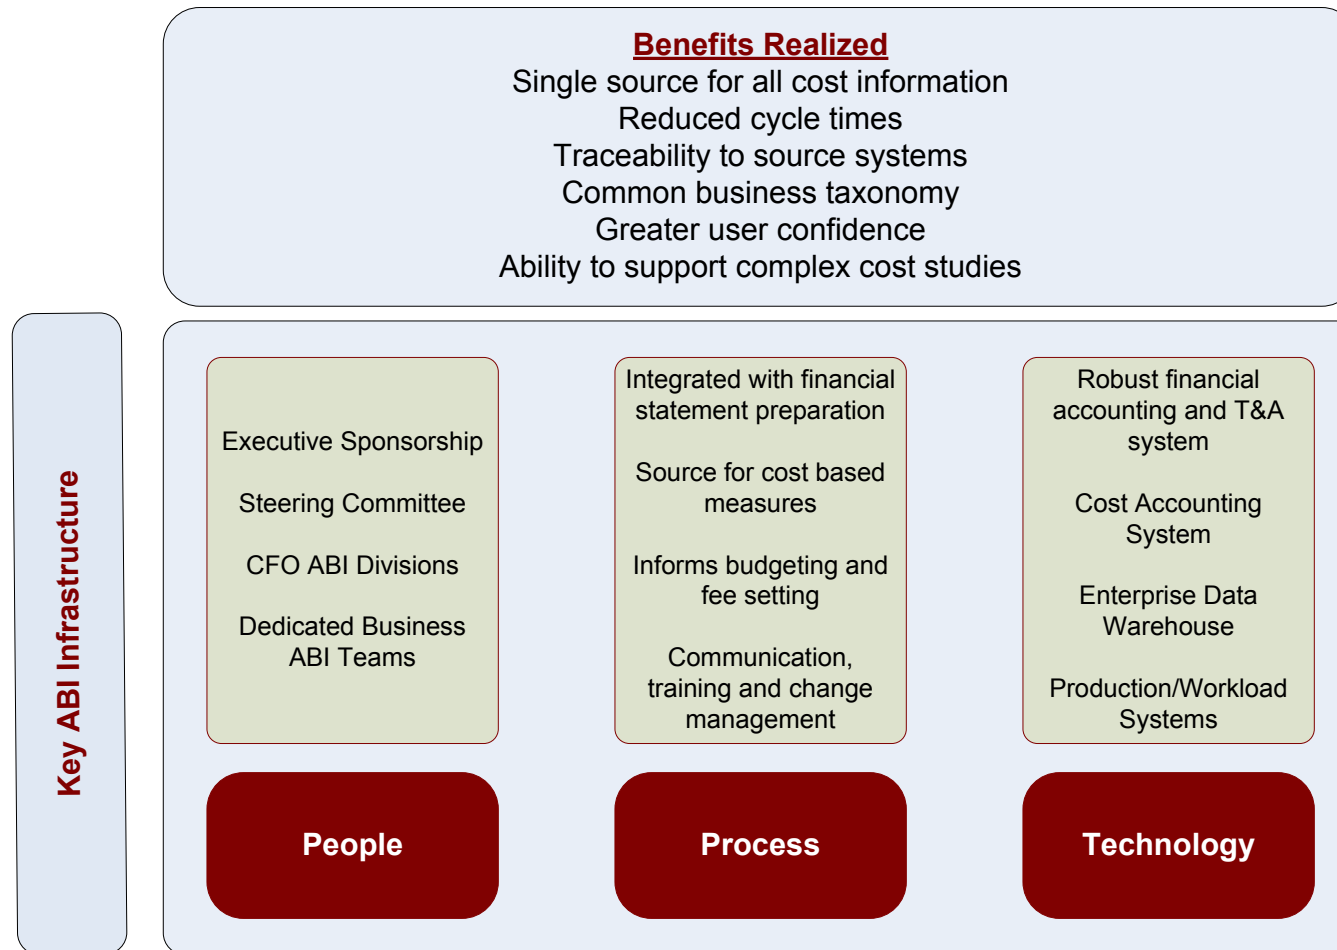 Benefits Realized
Single source for all cost information
Reduced cycle times
Traceability to source systems
Common business taxonomy
Greater user confidence
Ability to support complex cost studies
Key ABI Infrastructure
Executive Sponsorship
Steering Committee
CFO ABI Divisions
Dedicated Business
ABI Teams
People
Integrated with financial
statement preparation
Source for cost based
measures
Informs budgeting and
fee setting
Communication,
training and change
management
Process
Robust financial
accounting and T&A
system
Cost Accounting
System
Enterprise Data
Warehouse
Production/Workload
Systems
Technology